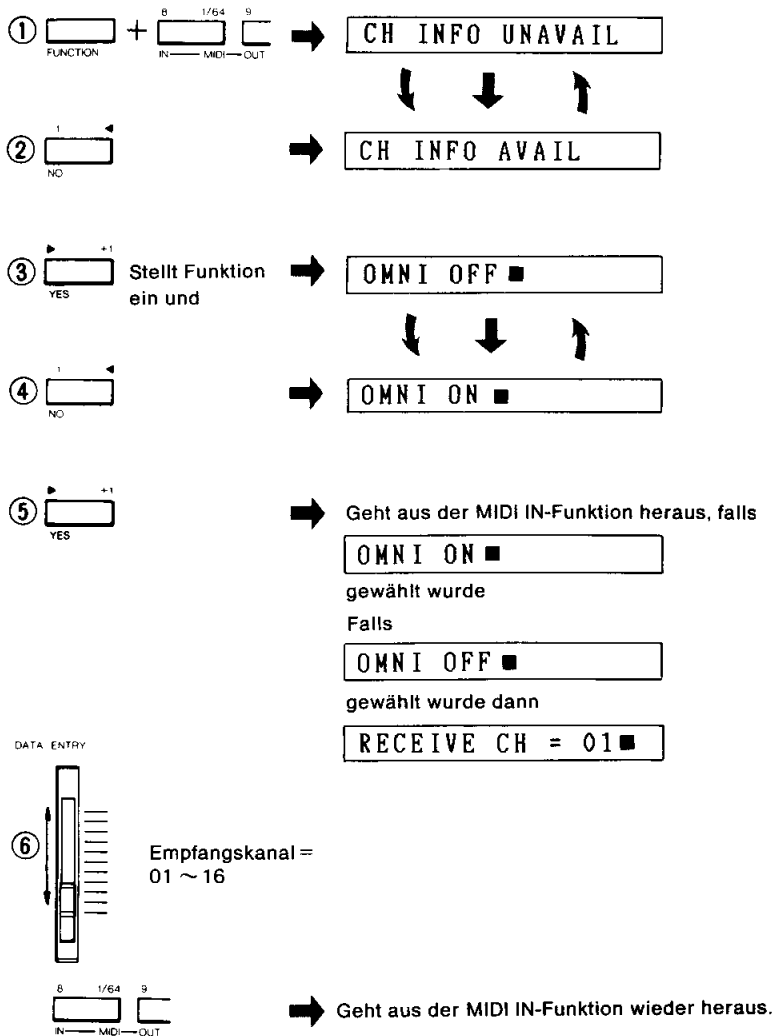 8 1/64 9
① + CH INFO UNAVAIL
FUNCTION IN MIDI OUT
1 ◀
② CH INFO AVAIL
NO
▶ +1
③ Stellt Funktion OMNI OFF ■
YES ein und
1 ◀
④ OMNI ON ■
NO
▶ +1
⑤ Geht aus der MIDI IN-Funktion heraus, falls
YES
OMNI ON ■
gewählt wurde
Falls
OMNI OFF ■
gewählt wurde dann
RECEIVE CH = 01■
DATA ENTRY
⑥ Empfangskanal =
01 ~ 16
8 1/64 9
Geht aus der MIDI IN-Funktion wieder heraus.
IN MIDI OUT